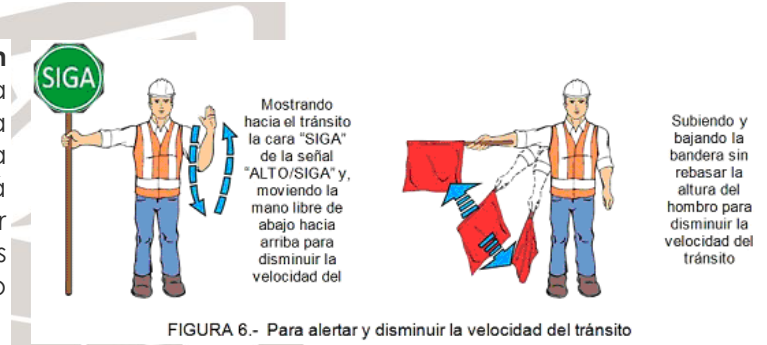 n
a
a
a
a
r
s
o
SIGA
Mostrando
hacia el tránsito
la cara "SIGA"
de la señal
"ALTO/SIGA" y,
moviendo la
mano libre de
abajo hacia
arriba para
disminuir la
velocidad del
Subiendo y
bajando la
bandera sin
rebasar la
altura del
hombro para
disminuir la
velocidad del
tránsito
FIGURA 6.- Para alertar y disminuir la velocidad del tránsito